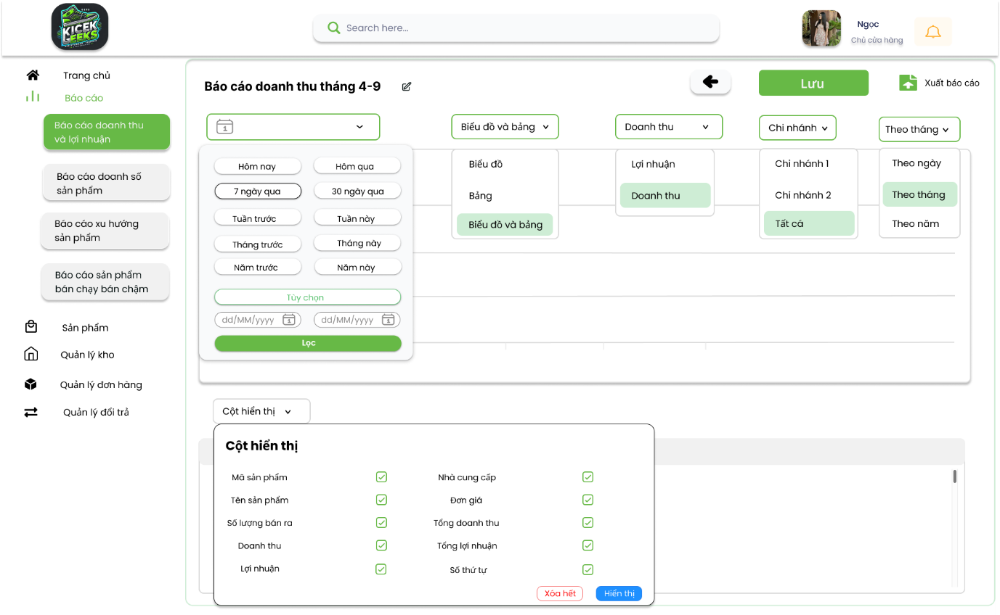 KICEK
GEEKS
Search here...
Ngọc
Chủ cửa hàng
Trang chủ
Báo cáo
Báo cáo doanh thu
và lợi nhuận
Báo cáo doanh số
sản phẩm
Báo cáo xu hướng
sản phẩm
Báo cáo sản phẩm
bán chạy bán chậm
Sản phẩm
Quản lý kho
Quản lý đơn hàng
Quản lý đổi trả
Báo cáo doanh thu tháng 4-9
Lưu
Xuất báo cáo
1
Biểu đồ và bảng
Doanh thu
Chi nhánh
Theo tháng
Hôm nay
Hôm qua
7 ngày qua
30 ngày qua
Tuần trước
Tuần này
Tháng trước
Tháng này
Năm trước
Năm này
Tùy chọn
dd/MM/yyyy
1
dd/MM/yyyy
1
Lọc
Biểu đồ
Bảng
Biểu đồ và bảng
Lợi nhuận
Doanh thu
Chi nhánh 1
Chi nhánh 2
Tất cá
Theo ngày
Theo tháng
Theo năm
Cột hiển thị
Cột hiển thị
Mã sản phẩm
Nhà cung cấp
Tên sản phẩm
Đơn giá
Số lượng bán ra
Tổng doanh thu
Doanh thu
Tổng lợi nhuận
Lợi nhuận
Số thứ tự
Xóa hết
Hiển thị